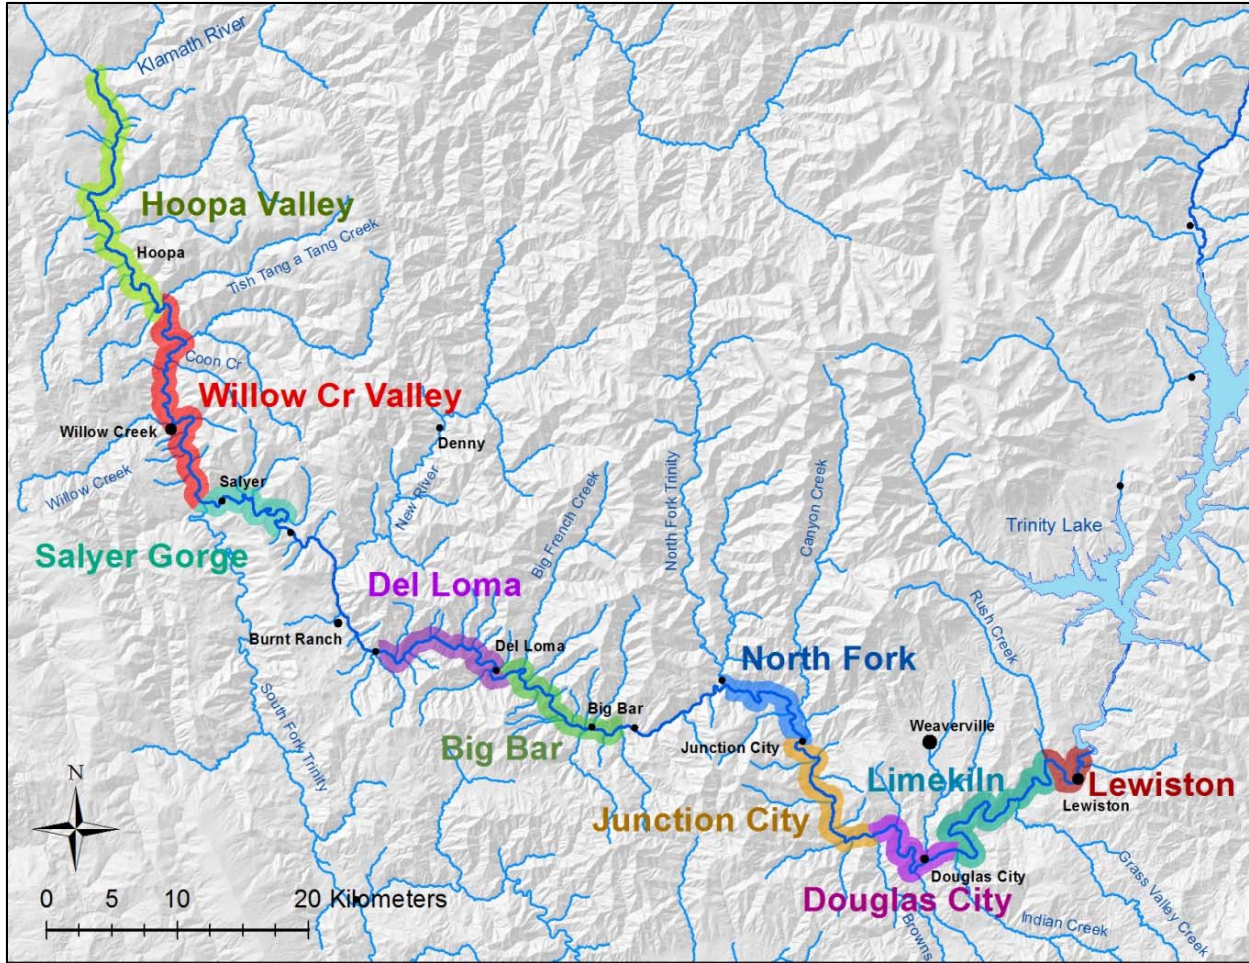 Klamath River
Hoopa Valley
Hoopa
Tish Tang a Tang Creek
Coon Cr
Willow Cr Valley
Willow Creek
Denny
Willow Creek
Salyer
New River
Big French Creek
North Fork Trinity
Canyon Creek
Trinity Lake
Salyer Gorge
Del Loma
Rush Creek
Burnt Ranch
Del Loma
North Fork
South Fork Trinity
Big Bar
Weaverville
Big Bar
Junction City
Limekiln
Lewiston
Lewiston
N
Junction City
Douglas City
Grass Valley Creek
Douglas City
Indian Creek
Browns
0 5 10 20 Kilometers